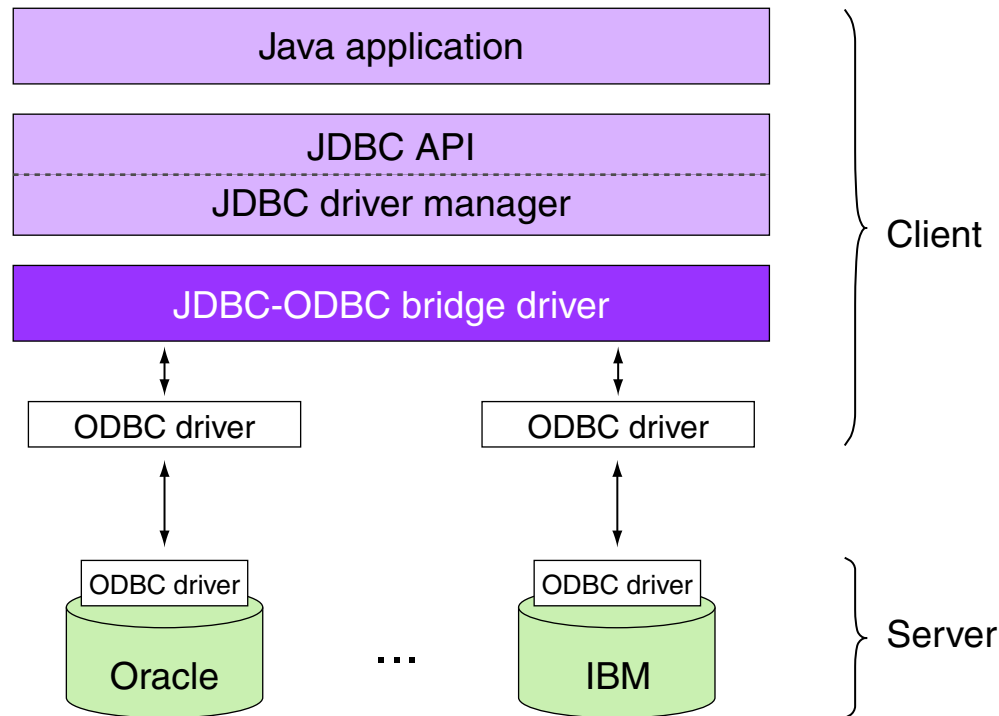 Java application
JDBC API
JDBC driver manager
Client
JDBC-ODBC bridge driver
ODBC driver
ODBC driver
ODBC driver
ODBC driver
Server
Oracle
...
IBM